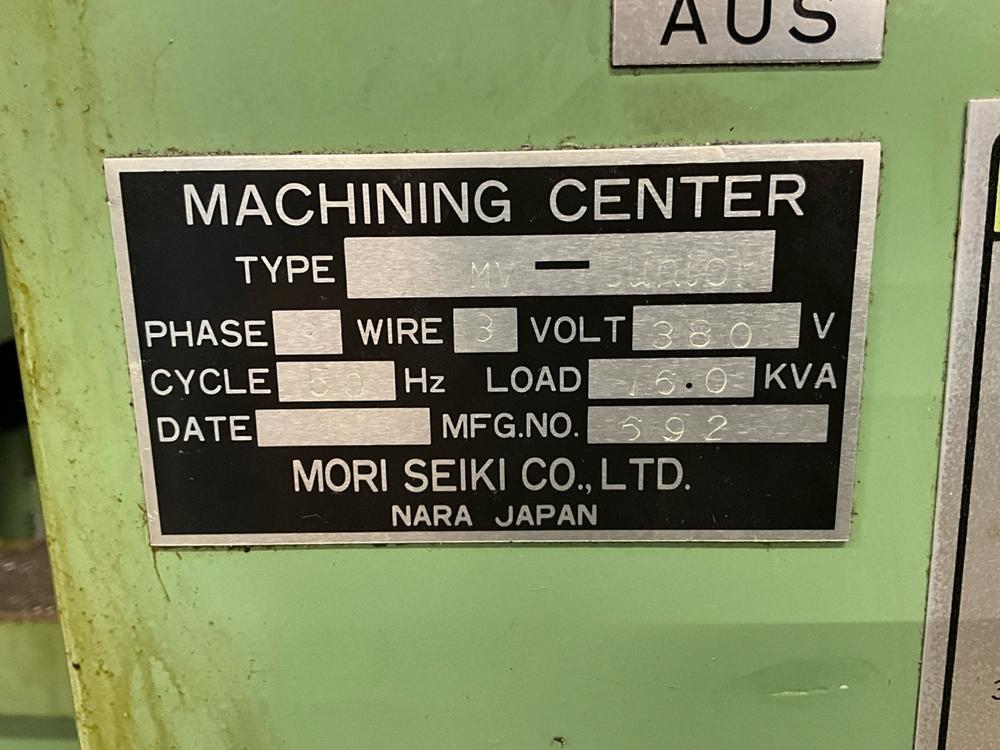 AUS
MACHINING CENTER
TYPE MV - Junior
PHASE 3 WIRE 3 VOLT 380 V
CYCLE 50 Hz LOAD 16.0 KVA
DATE MFG.NO. 592
MORI SEIKI CO., LTD.
NARA JAPAN
3